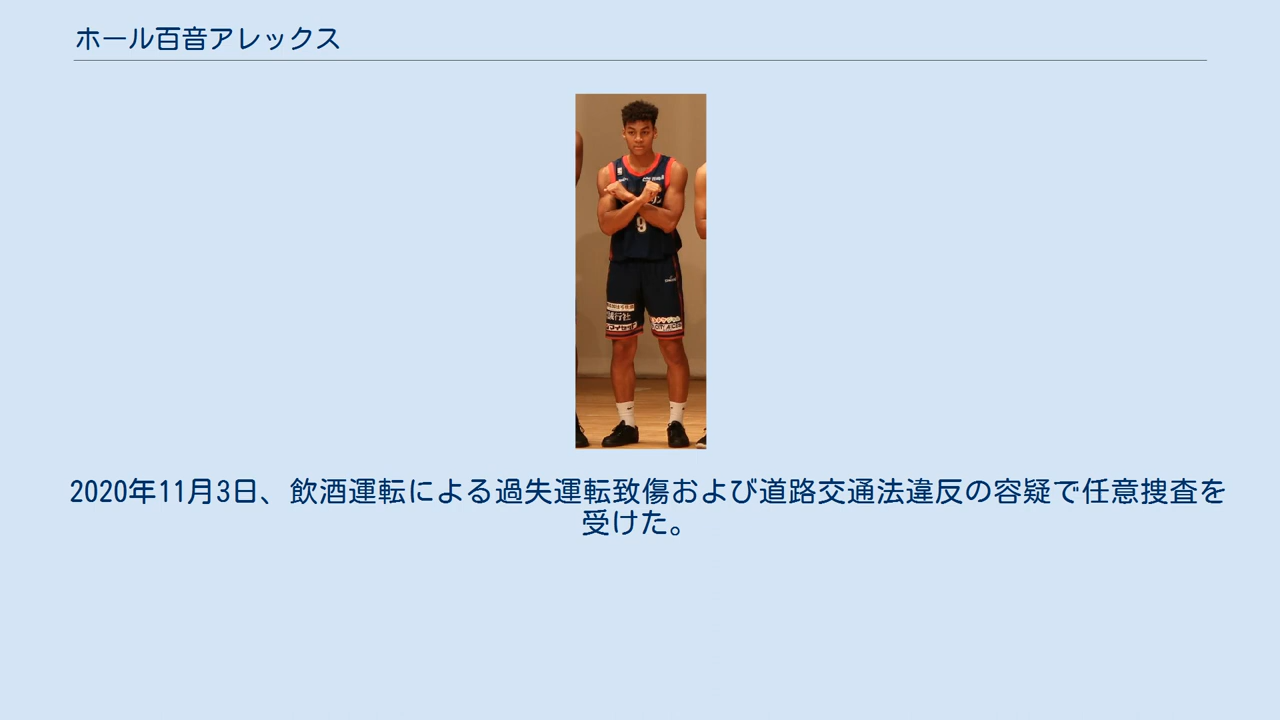 ホール百音アレックス
9
2020年11月3日、飲酒運転による過失運転致傷および道路交通法違反の容疑で任意捜査を
受けた。